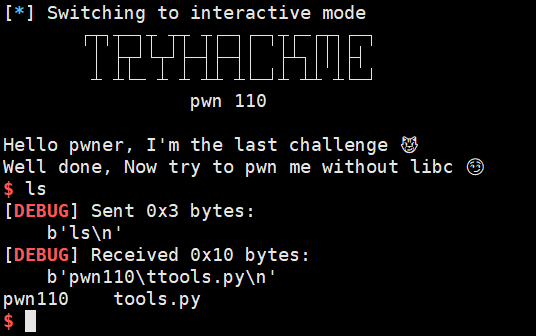 [*] Switching to interactive mode
TRYHACKME
pwn 110
Hello pwner, I'm the last challenge 😼
Well done, Now try to pwn me without libc 😏
$ ls
[DEBUG] Sent 0x3 bytes:
b'ls\n'
[DEBUG] Received 0x10 bytes:
b'pwn110\ttools.py\n'
pwn110    tools.py
$